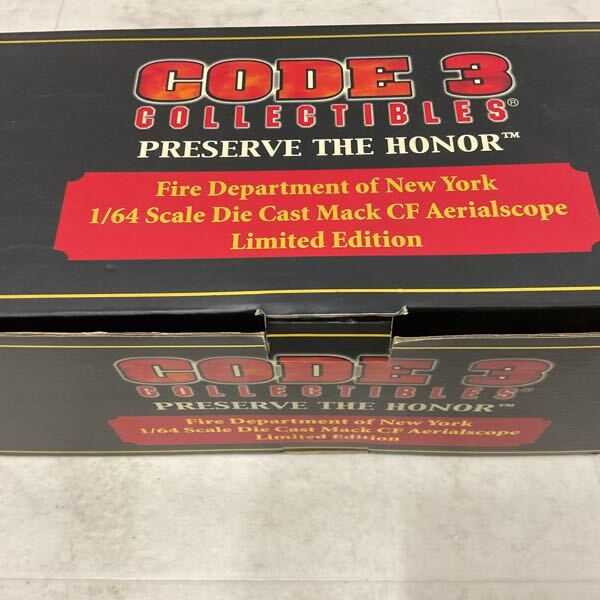 CODE 3
COLLECTIBLES®
PRESERVE THE HONOR™
Fire Department of New York
1/64 Scale Die Cast Mack CF Aerialscope
Limited Edition
CODE 3
COLLECTIBLES®
PRESERVE THE HONOR™
Fire Department of New York
1/64 Scale Die Cast Mack CF Aerialscope
Limited Edition